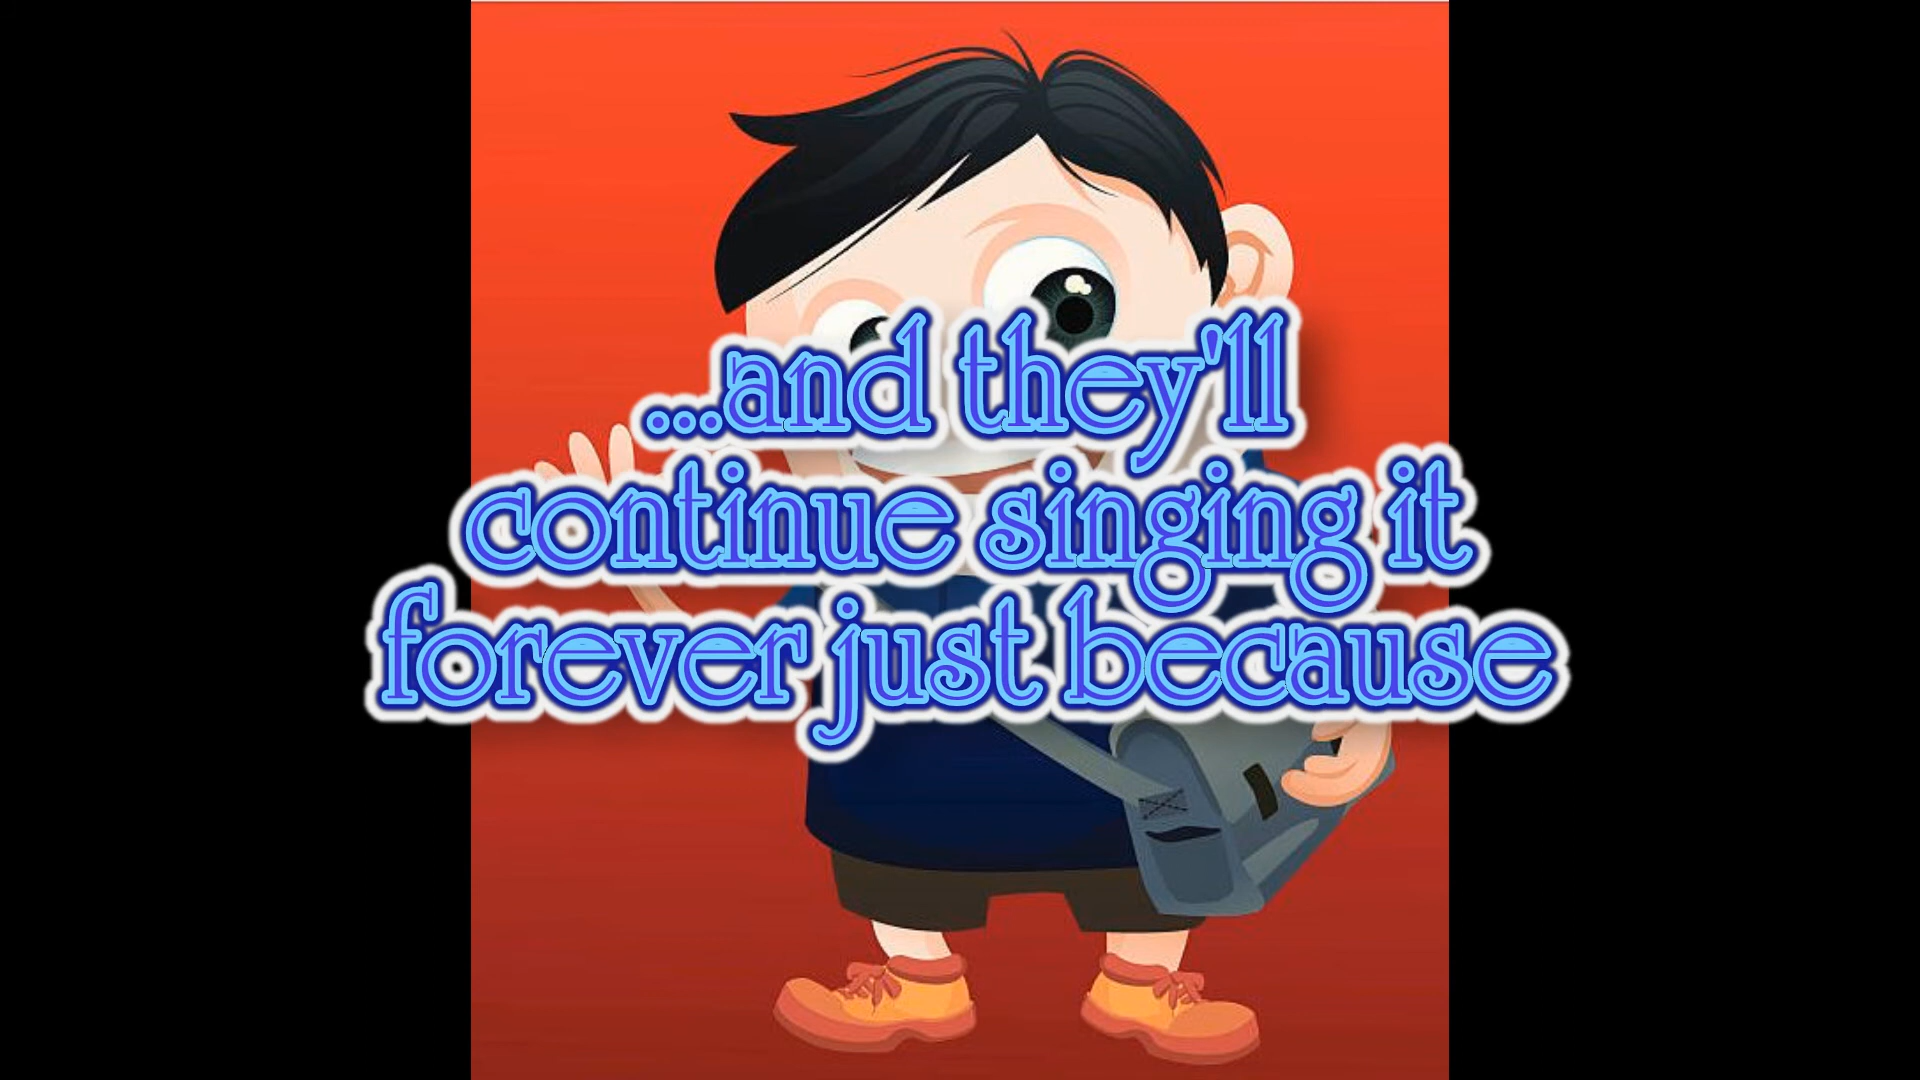 ...and they'll
continue singing it
forever just because